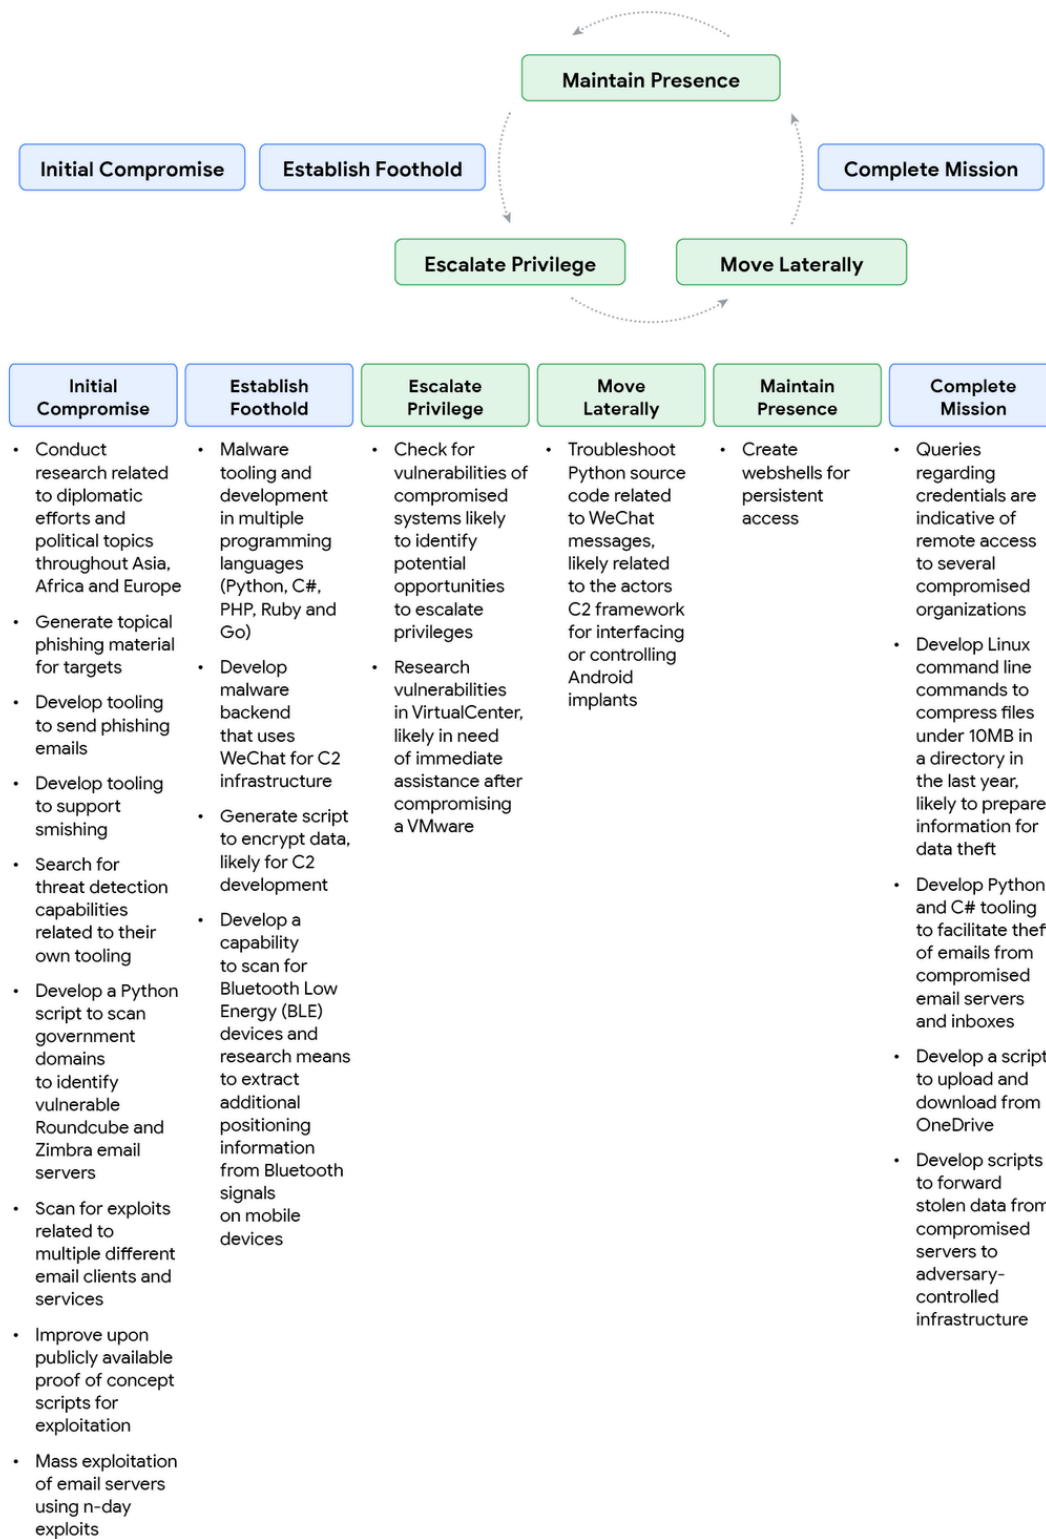 Maintain Presence
Initial Compromise
Establish Foothold
Complete Mission
Escalate Privilege
Move Laterally
Initial
Compromise
• Conduct
research related
to diplomatic
efforts and
political topics
throughout Asia,
Africa and Europe
• Generate topical
phishing material
for targets
• Develop tooling
to send phishing
emails
• Develop tooling
to support
smishing
• Search for
threat detection
capabilities
related to their
own tooling
• Develop a Python
script to scan
government
domains
to identify
vulnerable
Roundcube and
Zimbra email
servers
• Scan for exploits
related to
multiple different
email clients and
services
• Improve upon
publicly available
proof of concept
scripts for
exploitation
• Mass exploitation
of email servers
using n-day
exploits
Establish
Foothold
• Malware
tooling and
development
in multiple
programming
languages
(Python, C#,
PHP, Ruby and
Go)
• Develop
malware
backend
that uses
WeChat for C2
infrastructure
• Generate script
to encrypt data,
likely for C2
development
• Develop a
capability
to scan for
Bluetooth Low
Energy (BLE)
devices and
research means
to extract
additional
positioning
information
from Bluetooth
signals
on mobile
devices
Escalate
Privilege
• Check for
vulnerabilities of
compromised
systems likely
to identify
potential
opportunities
to escalate
privileges
• Research
vulnerabilities
in VirtualCenter,
likely in need
of immediate
assistance after
compromising
a VMware
Move
Laterally
• Troubleshoot
Python source
code related
to WeChat
messages,
likely related
to the actors
C2 framework
for interfacing
or controlling
Android
implants
Maintain
Presence
• Create
webshells for
persistent
access
Complete
Mission
• Queries
regarding
credentials are
indicative of
remote access
to several
compromised
organizations
• Develop Linux
command line
commands to
compress files
under 10MB in
a directory in
the last year,
likely to prepare
information for
data theft
• Develop Python
and C# tooling
to facilitate theft
of emails from
compromised
email servers
and inboxes
• Develop a script
to upload and
download from
OneDrive
• Develop scripts
to forward
stolen data from
compromised
servers to
adversary-
controlled
infrastructure